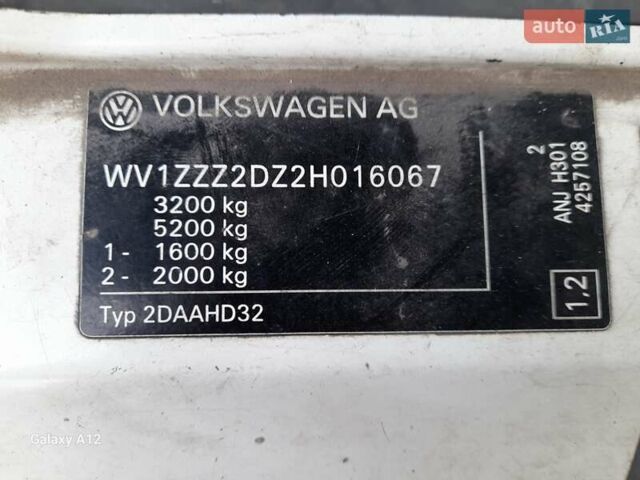 auto RIA .com
VOLKSWAGEN AG
WV1ZZZ2DZ2H016067
3200 kg
5200 kg
1 - 1600 kg
2 - 2000 kg
Typ 2DAAHD32
2
ANJ H301
4257108
1,2
Galaxy A12